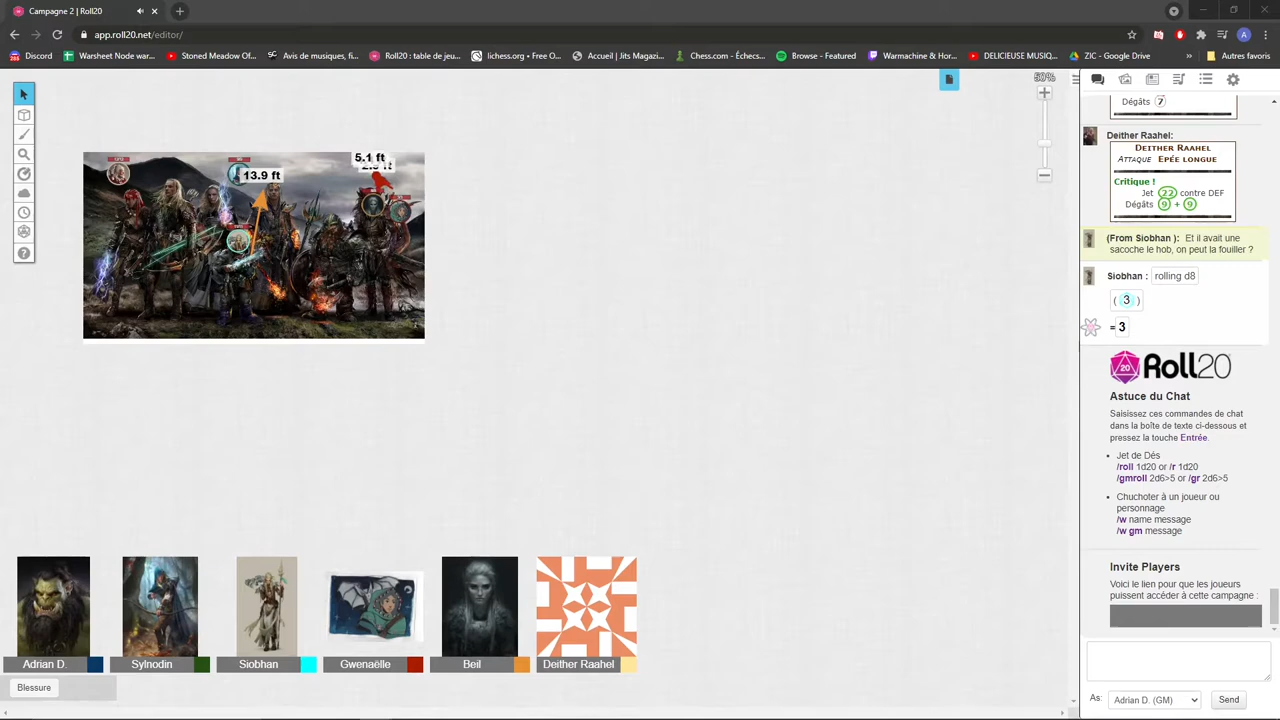 Campagne 2 | Roll20
app.roll20.net/editor/
A
Discord
Warsheet Node war...
Stoned Meadow Of...
Avis de musiques, fi...
Roll20 : table de jeu...
lichess.org • Free O...
Accueil | Jits Magazi...
Chess.com - Échecs...
Browse - Featured
Warmachine & Hor...
DELICIEUSE MUSIQ...
ZIC - Google Drive
»
Autres favoris
50%
5.1 ft
13.9 ft
Dégâts 7
Deither Raahel:
DEITHER RAAHEL
ATTAQUE EPÉE LONGUE
Critique !
Jet 22 contre DEF
Dégâts 9 + 9
(From Siobhan ): Et il avait une
sacoche le hob, on peut la fouiller ?
Siobhan : rolling d8
( 3 )
= 3
20 Roll20
Astuce du Chat
Saisissez ces commandes de chat
dans la boîte de texte ci-dessous et
pressez la touche Entrée.
• Jet de Dés
/roll 1d20 or /r 1d20
/gmroll 2d6>5 or /gr 2d6>5
• Chuchoter à un joueur ou
personnage
/w name message
/w gm message
Invite Players
Voici le lien pour que les joueurs
puissent accéder à cette campagne :
Adrian D.
Sylnodin
Siobhan
Gwenaëlle
Beil
Deither Raahel
Blessure
As: Adrian D. (GM)
Send